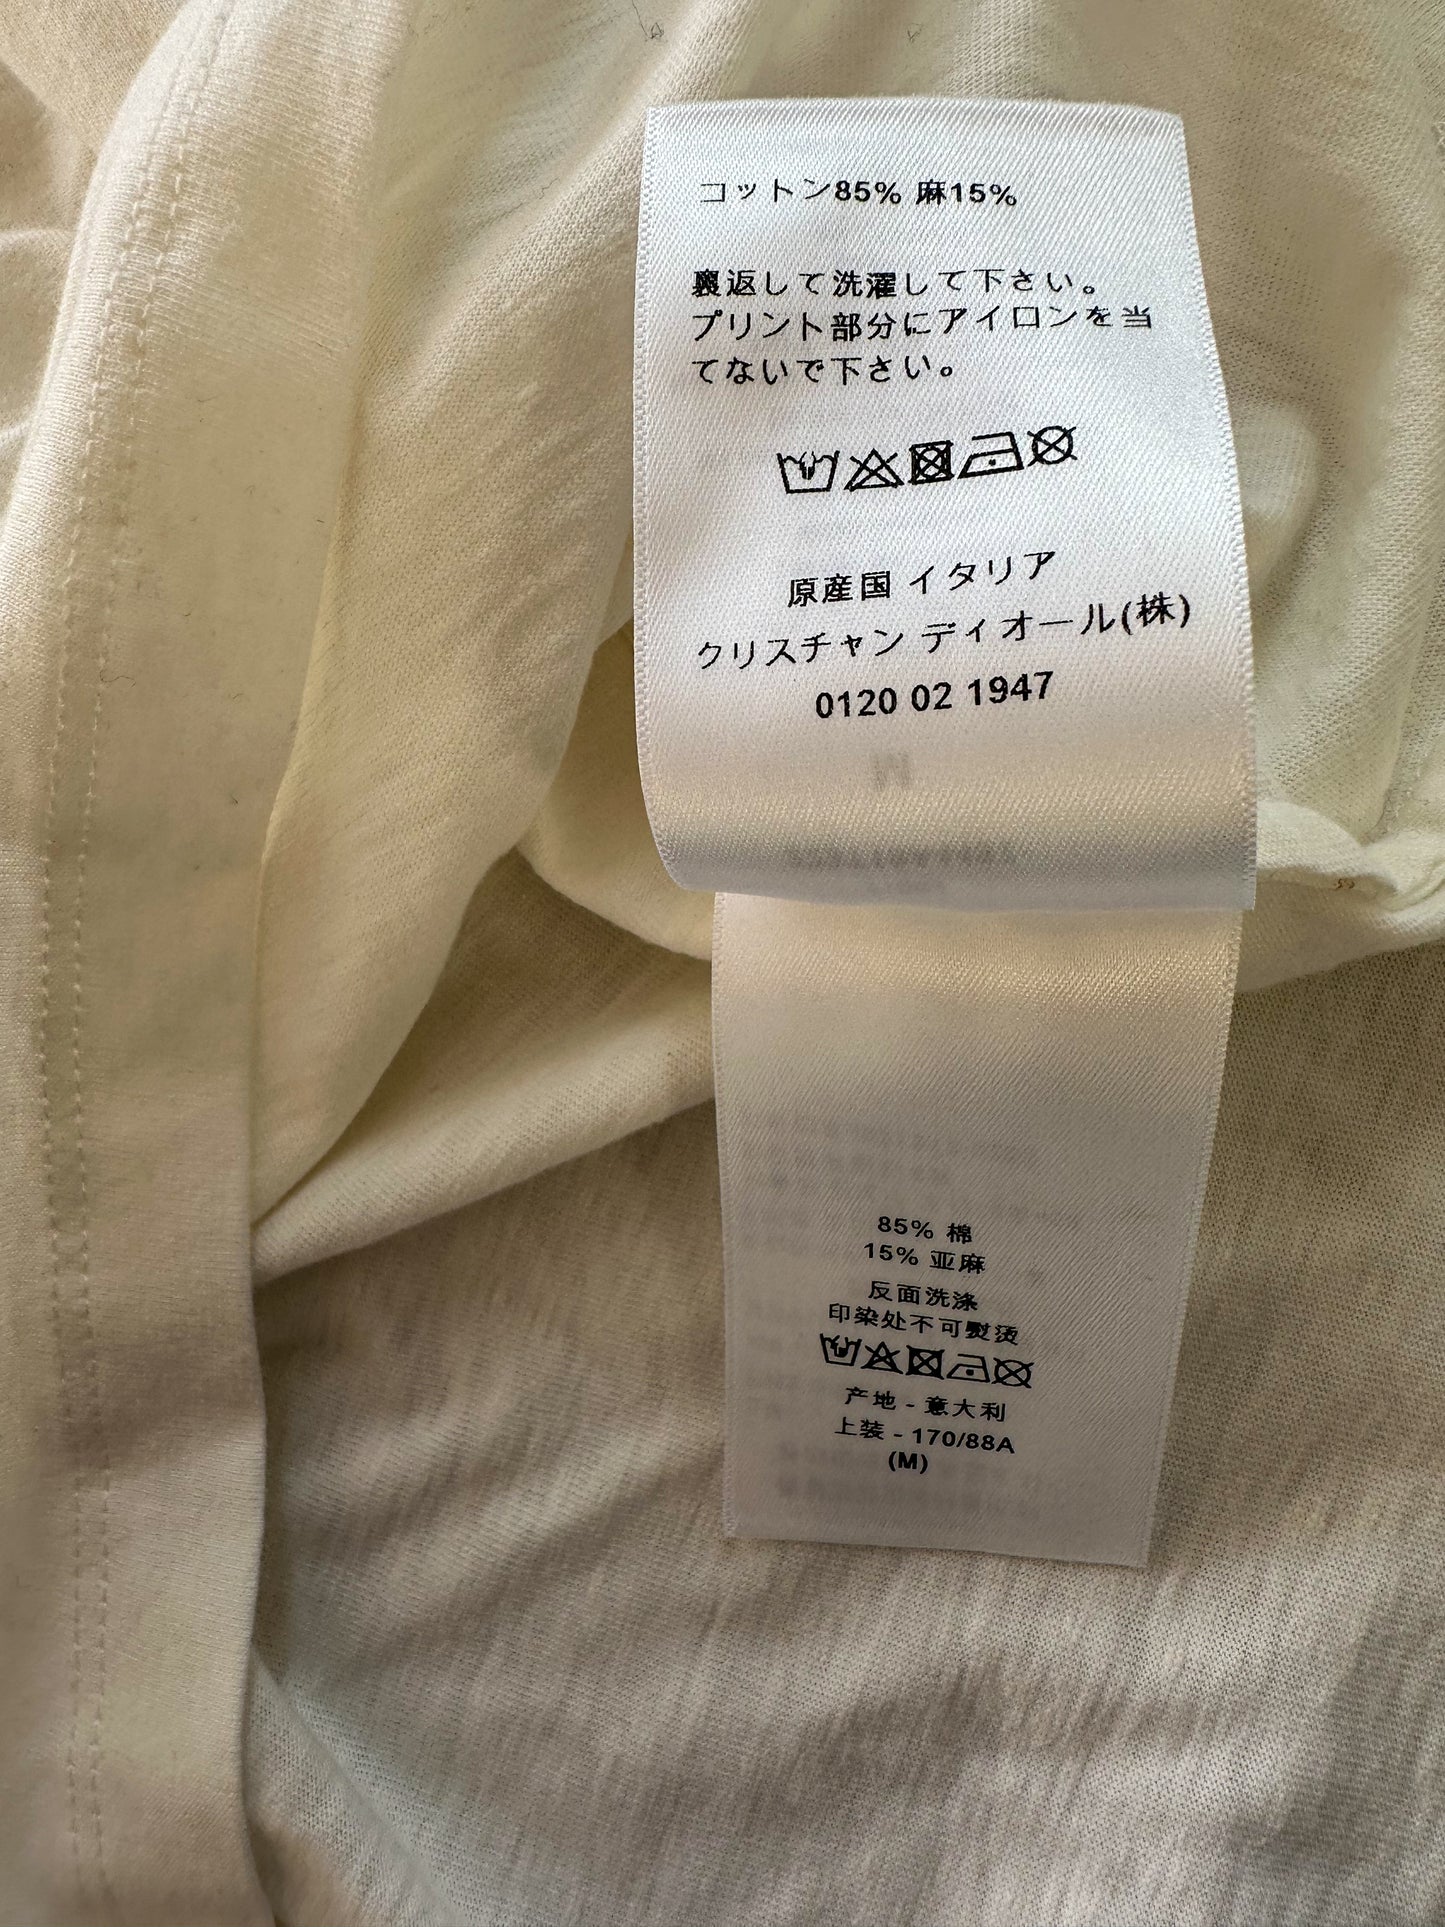 コットン85% 麻15%
裏返して洗濯して下さい。
プリント部分にアイロンを当
てないで下さい。
原産国 イタリア
クリスチャン ディオール(株)
0120 02 1947
M
85% 棉
15% 亚麻
反面洗涤
印染处不可熨烫
产地 - 意大利
上装 - 170/88A
(M)